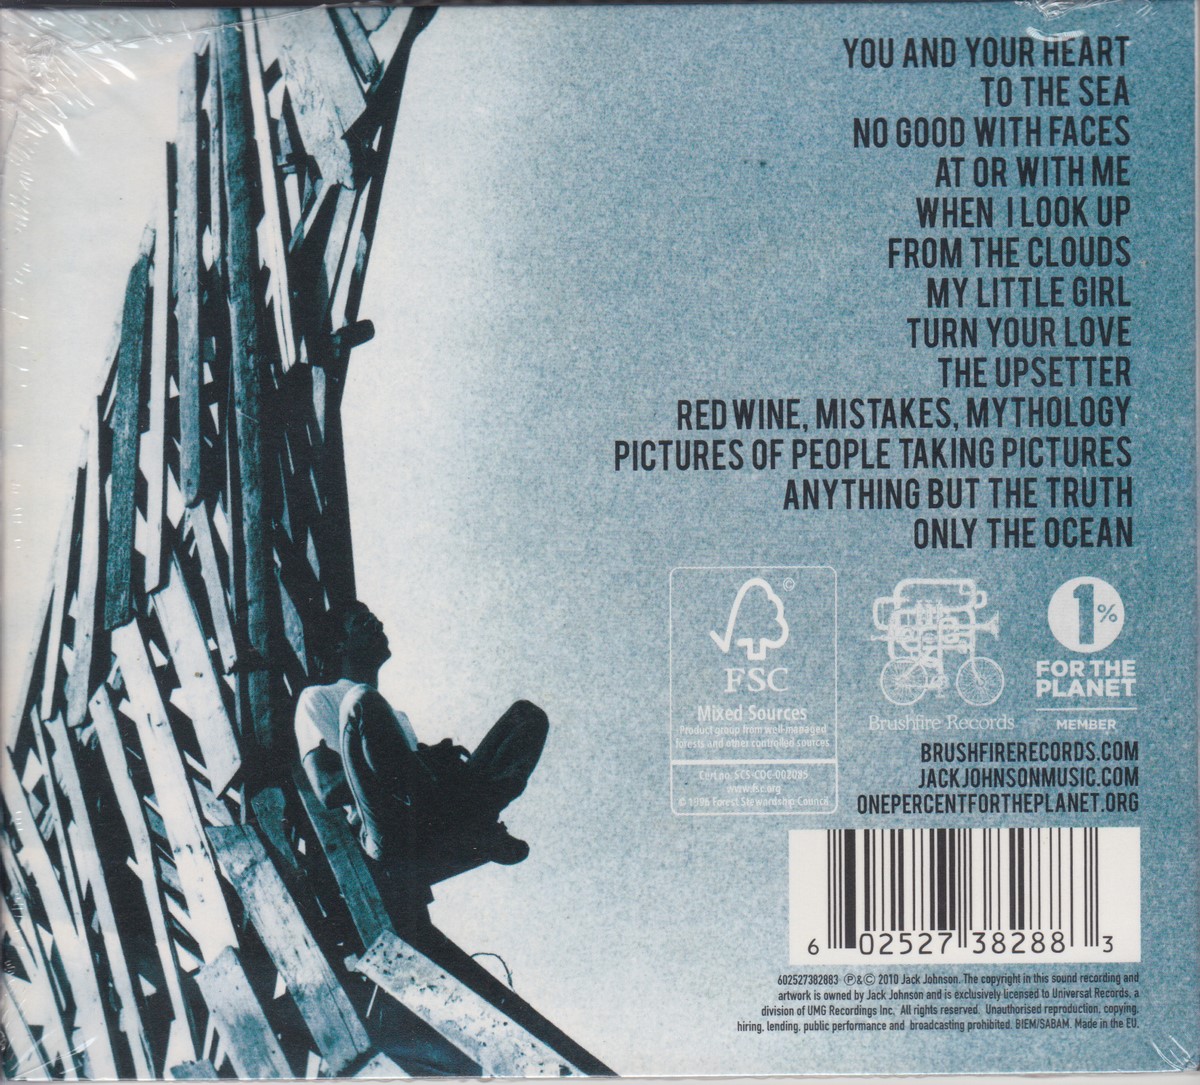 YOU AND YOUR HEART
TO THE SEA
NO GOOD WITH FACES
AT OR WITH ME
WHEN I LOOK UP
FROM THE CLOUDS
MY LITTLE GIRL
TURN YOUR LOVE
THE UPSETTER
RED WINE, MISTAKES, MYTHOLOGY
PICTURES OF PEOPLE TAKING PICTURES
ANYTHING BUT THE TRUTH
ONLY THE OCEAN
©
FSC
Mixed Sources
Product group from well-managed
forests and other controlled sources
Cert no. SCS-COC-002085
www.fsc.org
© 1996 Forest Stewardship Council
Brushfire Records
1%
FOR THE
PLANET
MEMBER
BRUSHFIRERECORDS.COM
JACKJOHNSONMUSIC.COM
ONEPERCENTFORTHEPLANET.ORG
6 02527 38288 3
602527382883 ℗&© 2010 Jack Johnson. The copyright in this sound recording and
artwork is owned by Jack Johnson and is exclusively licensed to Universal Records, a
division of UMG Recordings Inc. All rights reserved. Unauthorised reproduction, copying,
hiring, lending, public performance and broadcasting prohibited. BIEM/SABAM. Made in the EU.